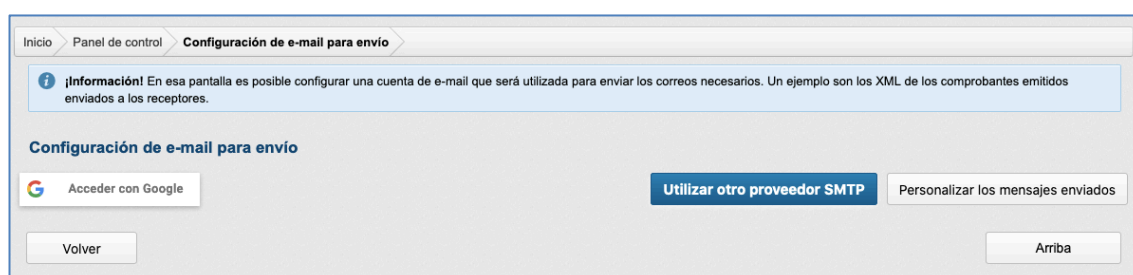 Inicio Panel de control Configuración de e-mail para envío
¡Información! En esa pantalla es posible configurar una cuenta de e-mail que será utilizada para enviar los correos necesarios. Un ejemplo son los XML de los comprobantes emitidos
enviados a los receptores.
Configuración de e-mail para envío
Acceder con Google Utilizar otro proveedor SMTP Personalizar los mensajes enviados
Volver Arriba